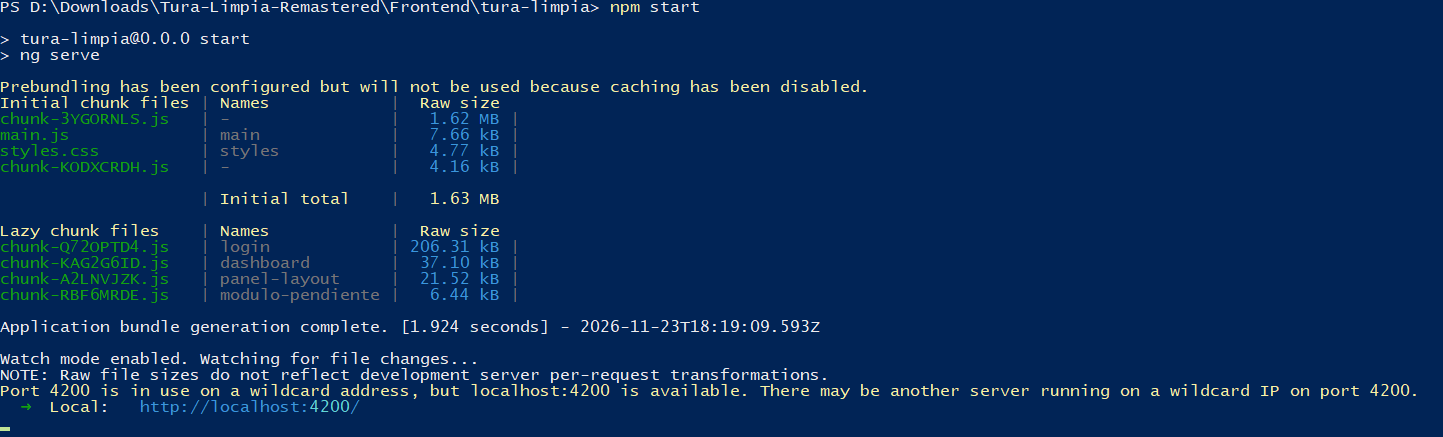 PS D:\Downloads\Tura-Limpia-Remastered\Frontend\tura-limpia> npm start
> tura-limpia@0.0.0 start
> ng serve
Prebundling has been configured but will not be used because caching has been disabled.
Initial chunk files | Names | Raw size
chunk-3YGORNLS.js | - | 1.62 MB |
main.js | main | 7.66 kB |
styles.css | styles | 4.77 kB |
chunk-KODXCRDH.js | - | 4.16 kB |
| Initial total | 1.63 MB
Lazy chunk files | Names | Raw size
chunk-Q72OPTD4.js | login | 206.31 kB |
chunk-KAG2G6ID.js | dashboard | 37.10 kB |
chunk-A2LNVJZK.js | panel-layout | 21.52 kB |
chunk-RBF6MRDE.js | modulo-pendiente | 6.44 kB |
Application bundle generation complete. [1.924 seconds] - 2026-11-23T18:19:09.593Z
Watch mode enabled. Watching for file changes...
NOTE: Raw file sizes do not reflect development server per-request transformations.
Port 4200 is in use on a wildcard address, but localhost:4200 is available. There may be another server running on a wildcard IP on port 4200.
➜ Local: http://localhost:4200/